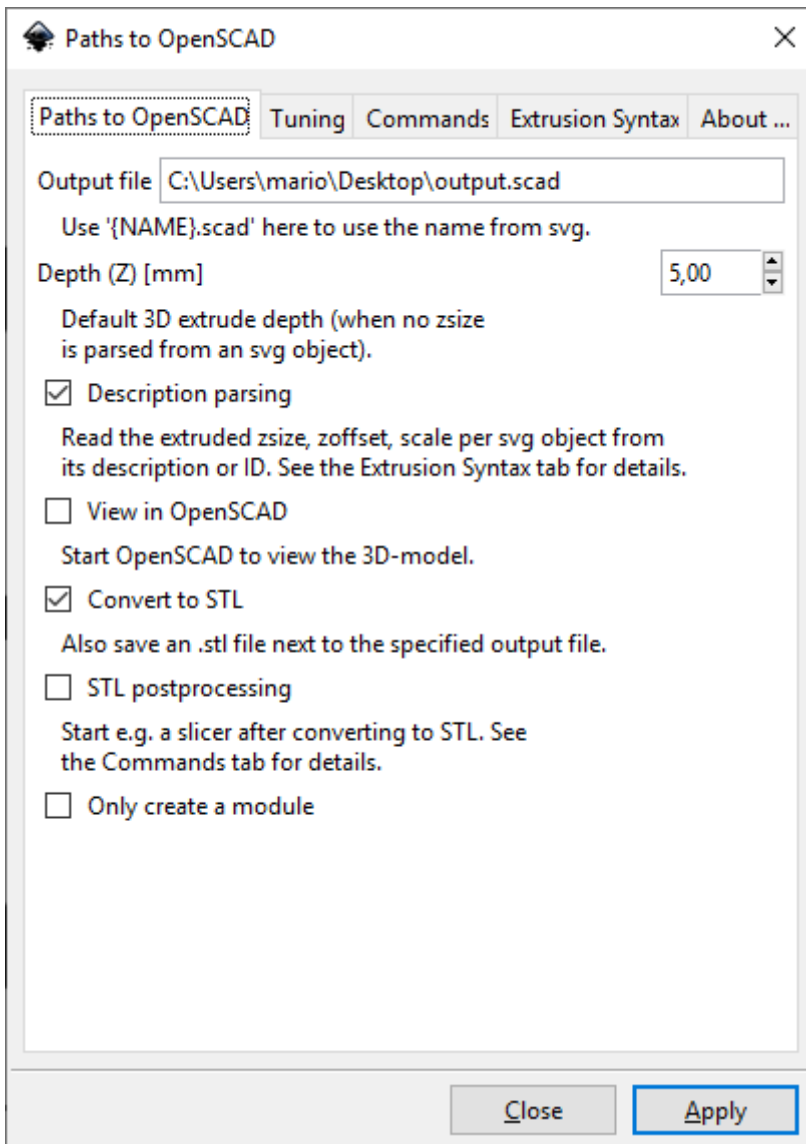 Paths to OpenSCAD
Paths to OpenSCAD Tuning Commands Extrusion Syntax About ...
Output file C:\Users\mario\Desktop\output.scad
Use '{NAME}.scad' here to use the name from svg.
Depth (Z) [mm] 5,00
Default 3D extrude depth (when no zsize
is parsed from an svg object).
Description parsing
Read the extruded zsize, zoffset, scale per svg object from
its description or ID. See the Extrusion Syntax tab for details.
View in OpenSCAD
Start OpenSCAD to view the 3D-model.
Convert to STL
Also save an .stl file next to the specified output file.
STL postprocessing
Start e.g. a slicer after converting to STL. See
the Commands tab for details.
Only create a module
Close Apply